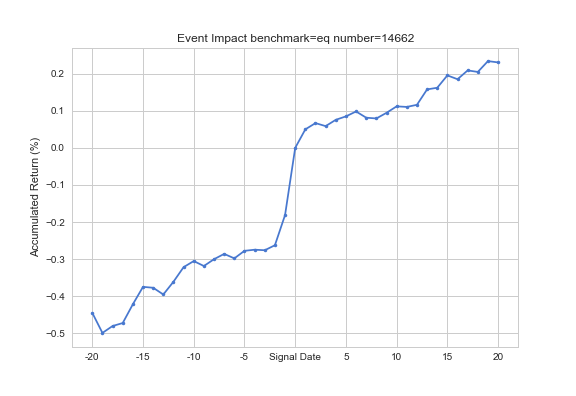 Event Impact benchmark=eq number=14662
Accumulated Return (%)
0.2
0.1
0.0
−0.1
−0.2
−0.3
−0.4
−0.5
-20 -15 -10 -5 Signal Date 5 10 15 20